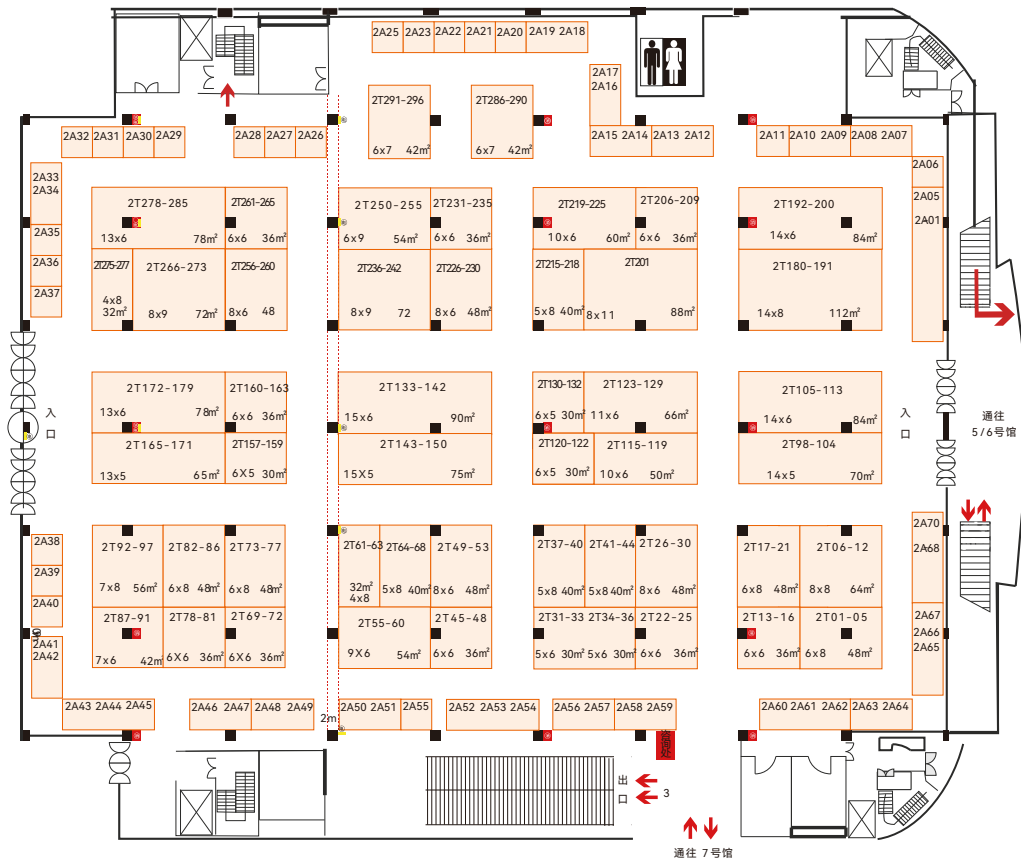 2A25 2A23 2A22 2A21 2A20 2A19 2A18
2A17
2A16
2T291-296
6x7 42m²
2T286-290
6x7 42m²
2A32 2A31 2A30 2A29
2A28 2A27 2A26
2A15 2A14 2A13 2A12
2A11 2A10 2A09 2A08 2A07
2A06
2A05
2A01
2A33
2A34
2A35
2A36
2A37
2T278-285
13x6 78m²
2T261-265
6x6 36m²
2T250-255
6x9 54m²
2T231-235
6x6 36m²
2T219-225
10x6 60m²
2T206-209
6x6 36m²
2T192-200
14x6 84m²
2T275-277
4x8
32m²
2T266-273
8x9 72m²
2T256-260
8x6 48
2T236-242
8x9 72
2T226-230
8x6 48m²
2T215-218
5x8 40m²
2T201
8x11 88m²
2T180-191
14x8 112m²
2T172-179
13x6 78m²
2T160-163
6x6 36m²
2T133-142
15x6 90m²
2T130-132
6x5 30m²
2T123-129
11x6 66m²
2T105-113
14x6 84m²
入口
入口
通往
5/6号馆
2T165-171
13x5 65m²
2T157-159
6X5 30m²
2T143-150
15X5 75m²
2T120-122
6x5 30m²
2T115-119
10x6 50m²
2T98-104
14x5 70m²
2A38
2A39
2A40
2A41
2A42
2T92-97
7x8 56m²
2T82-86
6x8 48m²
2T73-77
6x8 48m²
2T61-63
32m²
4x8
2T64-68
5x8 40m²
2T49-53
8x6 48m²
2T37-40
5x8 40m²
2T41-44
5x8 40m²
2T26-30
8x6 48m²
2T17-21
6x8 48m²
2T06-12
8x8 64m²
2A70
2A68
2A67
2A66
2A65
2T87-91
7x6 42m²
2T78-81
6X6 36m²
2T69-72
6X6 36m²
2T55-60
9X6 54m²
2T45-48
6x6 36m²
2T31-33
5x6 30m²
2T34-36
5x6 30m²
2T22-25
6x6 36m²
2T13-16
6x6 36m²
2T01-05
6x8 48m²
2A43 2A44 2A45
2A46 2A47 2A48 2A49
2m
2A50 2A51 2A55
2A52 2A53 2A54
2A56 2A57 2A58 2A59
2A60 2A61 2A62 2A63 2A64
咨询处
出口
3
通往 7号馆